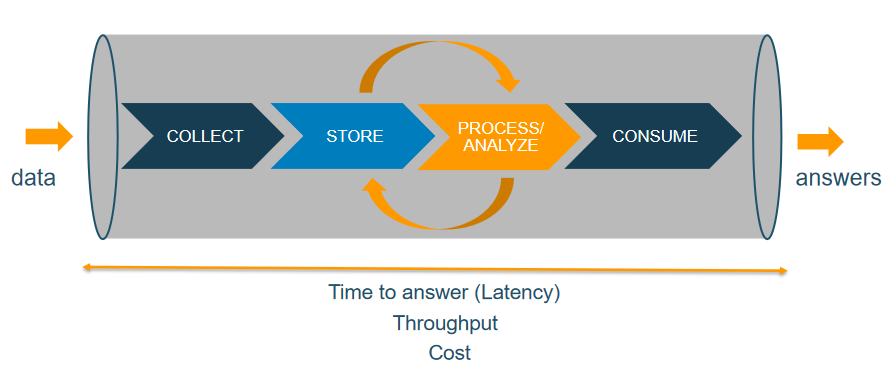 COLLECT
STORE
PROCESS/
ANALYZE
CONSUME
data
answers
Time to answer (Latency)
Throughput
Cost